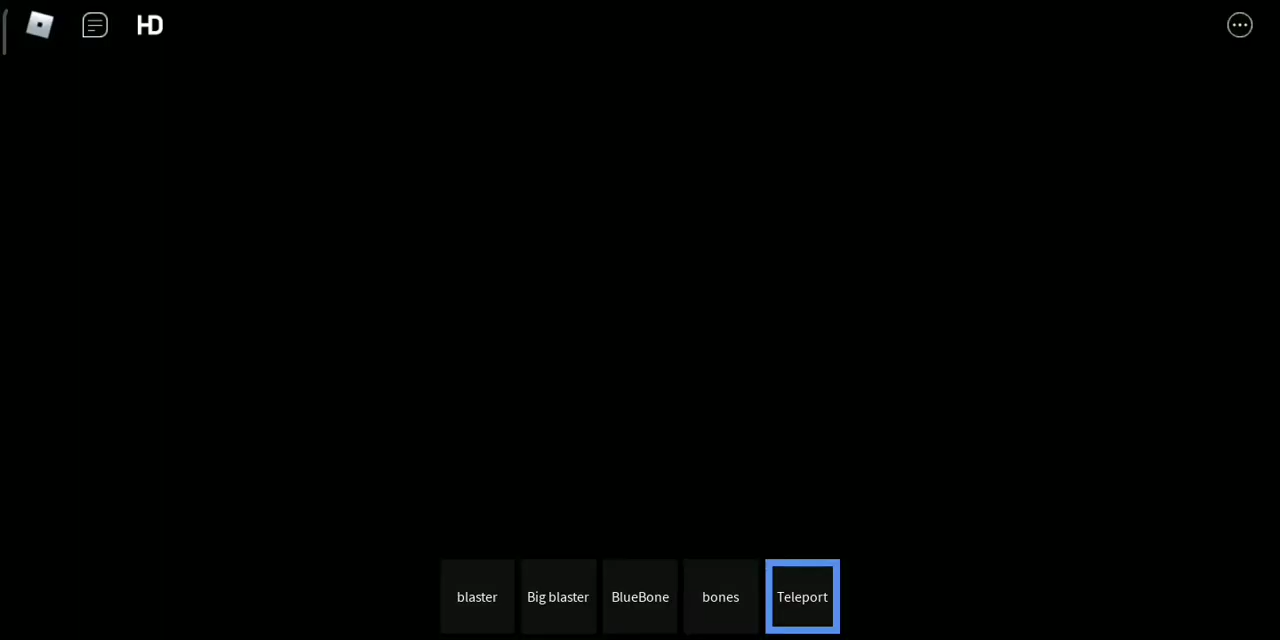 HD
blaster
Big blaster
BlueBone
bones
Teleport